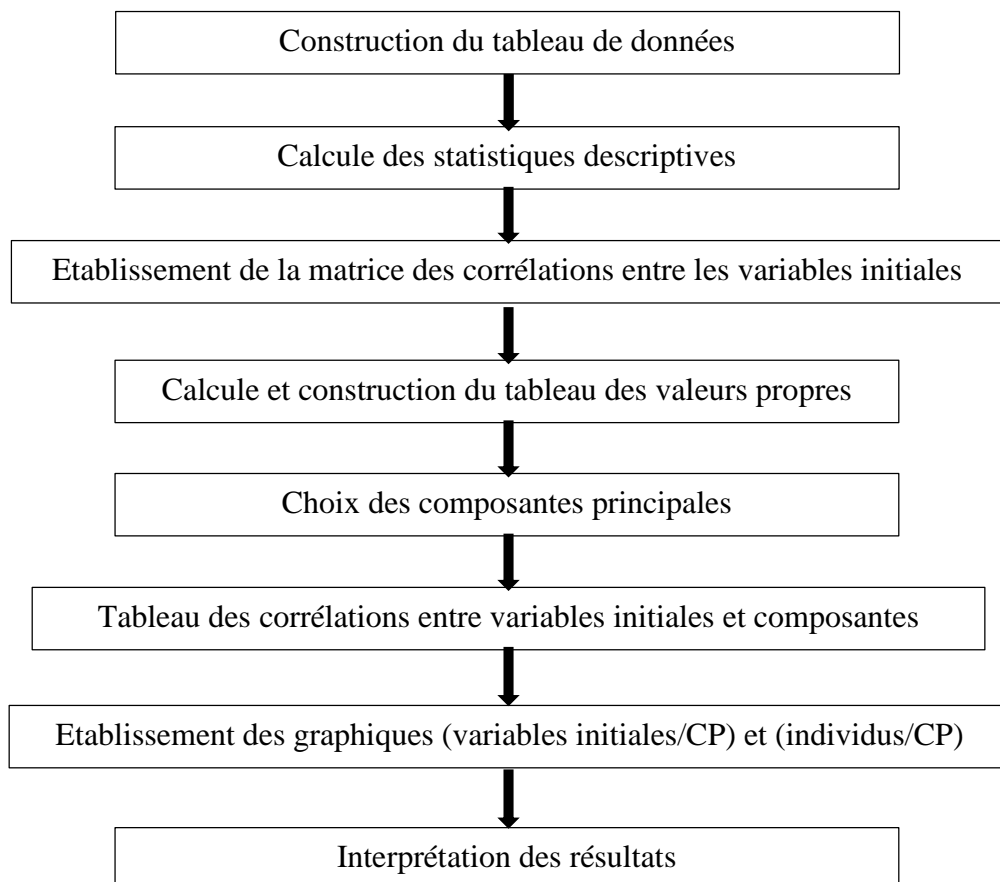 Construction du tableau de données
Calcule des statistiques descriptives
Etablissement de la matrice des corrélations entre les variables initiales
Calcule et construction du tableau des valeurs propres
Choix des composantes principales
Tableau des corrélations entre variables initiales et composantes
Etablissement des graphiques (variables initiales/CP) et (individus/CP)
Interprétation des résultats